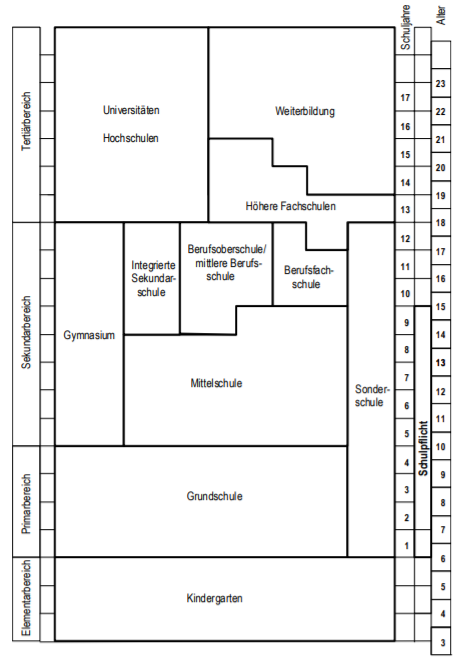 Schuljahre
Alter
Tertiärbereich
Universitäten
Hochschulen
Weiterbildung
Höhere Fachschulen
Sekundarbereich
Gymnasium
Integrierte
Sekundar-
schule
Berufsoberschule/
mittlere Berufs-
schule
Berufsfach-
schule
Mittelschule
Sonder-
schule
Primarbereich
Grundschule
Elementarbereich
Kindergarten
Schulpflicht
17
16
15
14
13
12
11
10
9
8
7
6
5
4
3
2
1
23
22
21
20
19
18
17
16
15
14
13
12
11
10
9
8
7
6
5
4
3